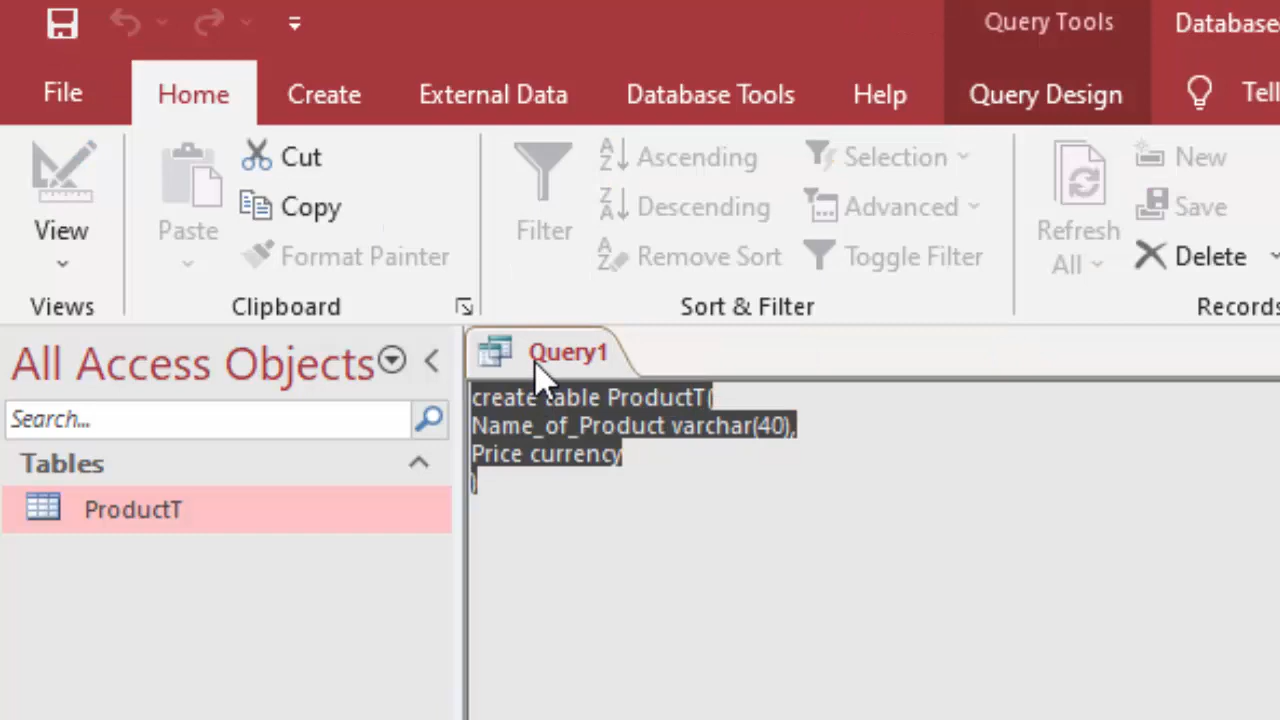 Query Tools
Database
File
Home
Create
External Data
Database Tools
Help
Query Design
Tell
View
Views
Paste
Cut
Copy
Format Painter
Clipboard
Filter
Ascending
Descending
Remove Sort
Selection
Advanced
Toggle Filter
Sort & Filter
Refresh
All
New
Save
Delete
Records
All Access Objects
Search...
Tables
ProductT
Query1
create table ProductT(
Name_of_Product varchar(40),
Price currency
)